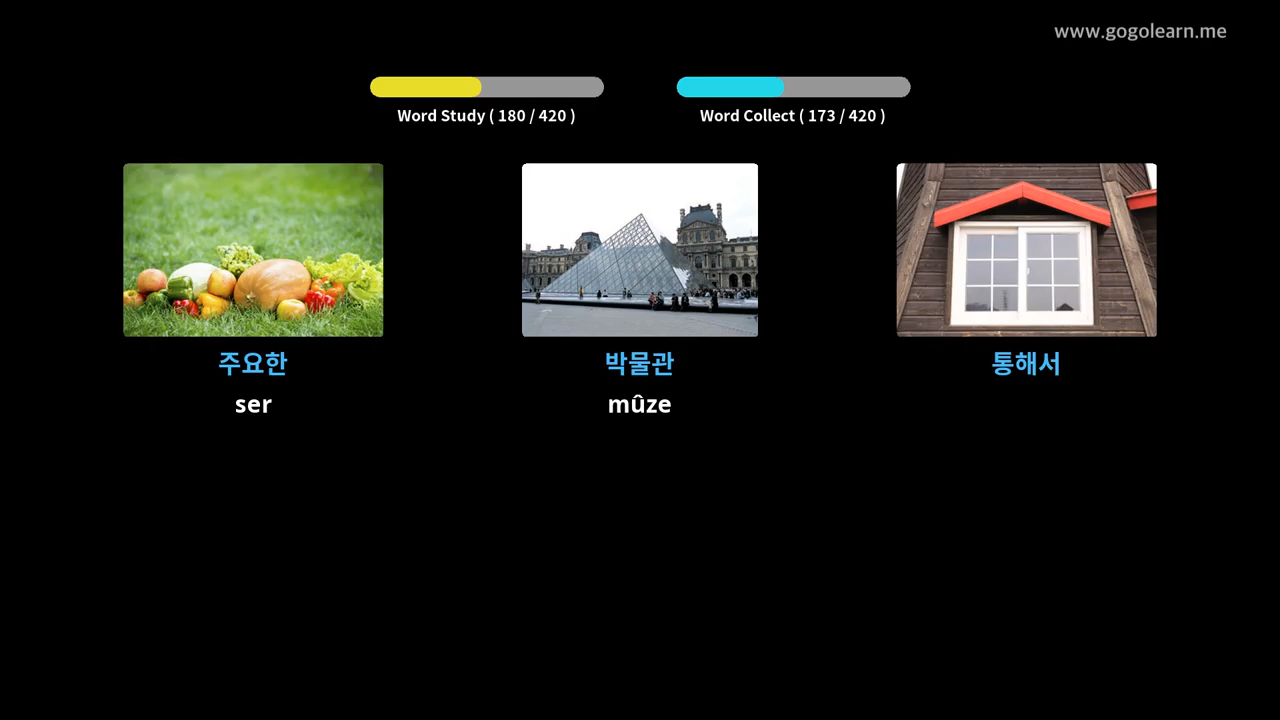 www.gogolearn.me
Word Study ( 180 / 420 )
Word Collect ( 173 / 420 )
주요한
박물관
통해서
ser
mûze